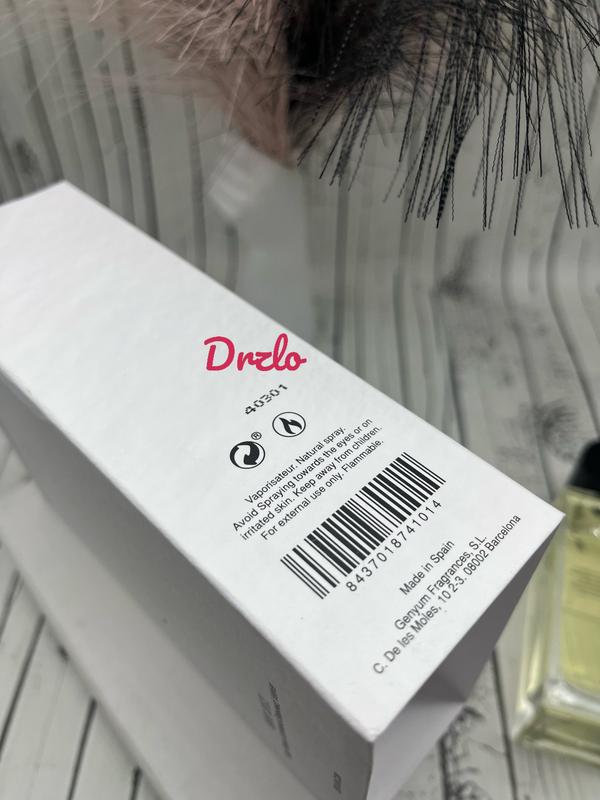 Drzlo
40301
®
Vaporisateur. Natural spray.
Avoid Spraying towards the eyes or on
irritated skin. Keep away from children.
For external use only. Flammable.
8437018741014
Made in Spain
Genyum Fragrances, S.L.
C. De les Moles, 10 2-3. 08002 Barcelona